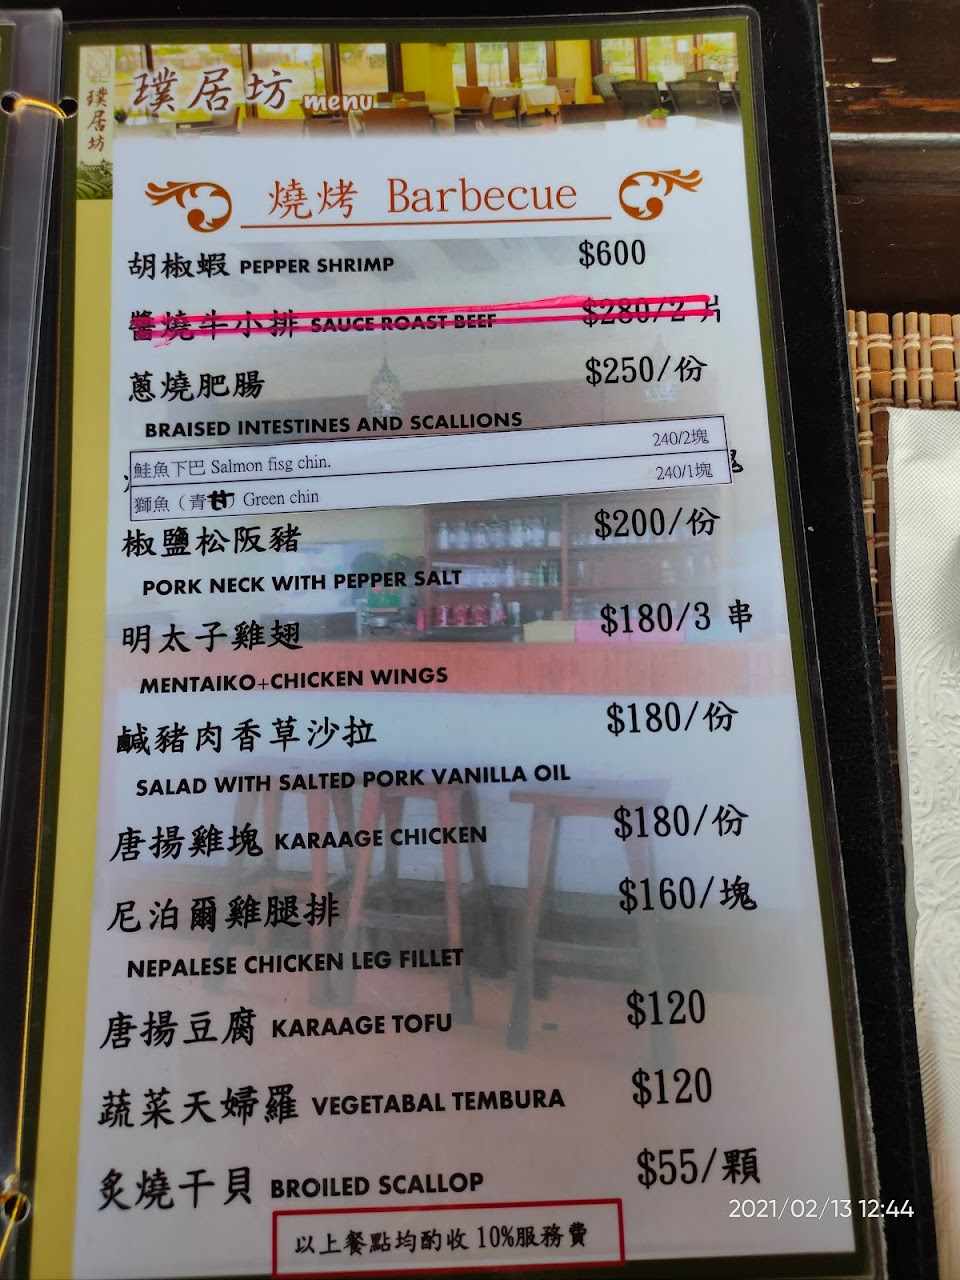 璞居坊
璞居坊 menu
燒烤 Barbecue
胡椒蝦 PEPPER SHRIMP $600
醬燒牛小排 SAUCE ROAST BEEF $280/2 片
蔥燒肥腸 $250/份
BRAISED INTESTINES AND SCALLIONS
鮭魚下巴 Salmon fisg chin. 240/2塊
獅魚（青甘）Green chin 240/1塊
椒鹽松阪豬 $200/份
PORK NECK WITH PEPPER SALT
明太子雞翅 $180/3 串
MENTAIKO+CHICKEN WINGS
鹹豬肉香草沙拉 $180/份
SALAD WITH SALTED PORK VANILLA OIL
唐揚雞塊 KARAAGE CHICKEN $180/份
尼泊爾雞腿排 $160/塊
NEPALESE CHICKEN LEG FILLET
唐揚豆腐 KARAAGE TOFU $120
蔬菜天婦羅 VEGETABAL TEMBURA $120
炙燒干貝 BROILED SCALLOP $55/顆
以上餐點均酌收 10%服務費
2021/02/13 12:44